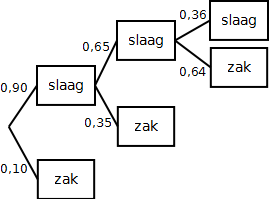 0,36 slaag
0,65 slaag
0,64 zak
0,90 slaag
0,35 zak
0,10 zak